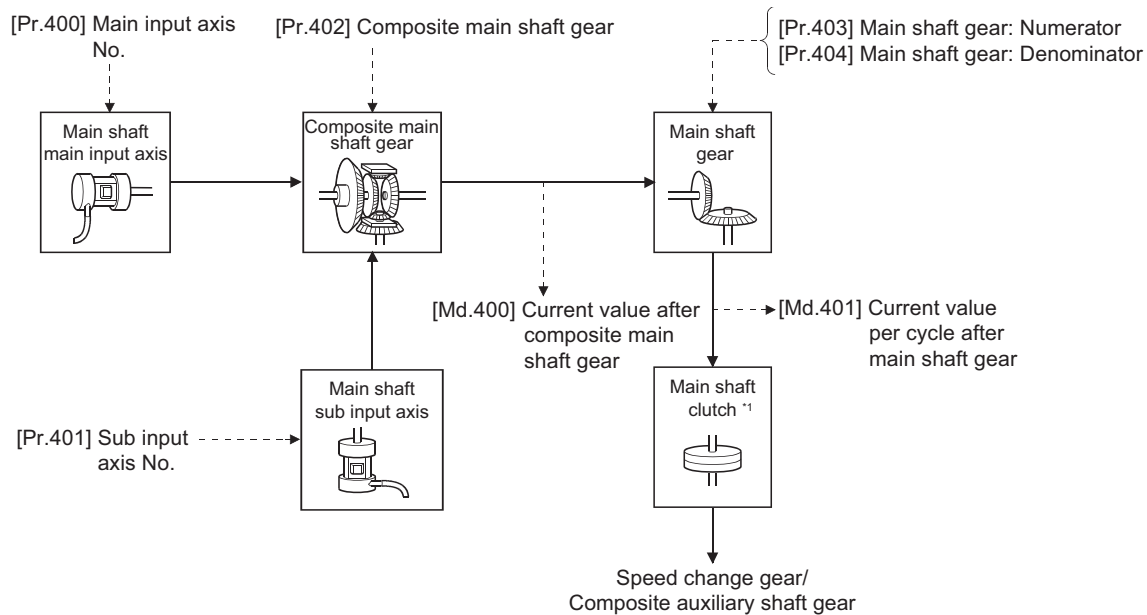 [Pr.400] Main input axis
No.
[Pr.402] Composite main shaft gear
[Pr.403] Main shaft gear: Numerator
[Pr.404] Main shaft gear: Denominator
Main shaft
main input axis
Composite main
shaft gear
Main shaft
gear
[Md.400] Current value after
composite main
shaft gear
[Md.401] Current value
per cycle after
main shaft gear
Main shaft
sub input axis
Main shaft
clutch *1
[Pr.401] Sub input
axis No.
Speed change gear/
Composite auxiliary shaft gear